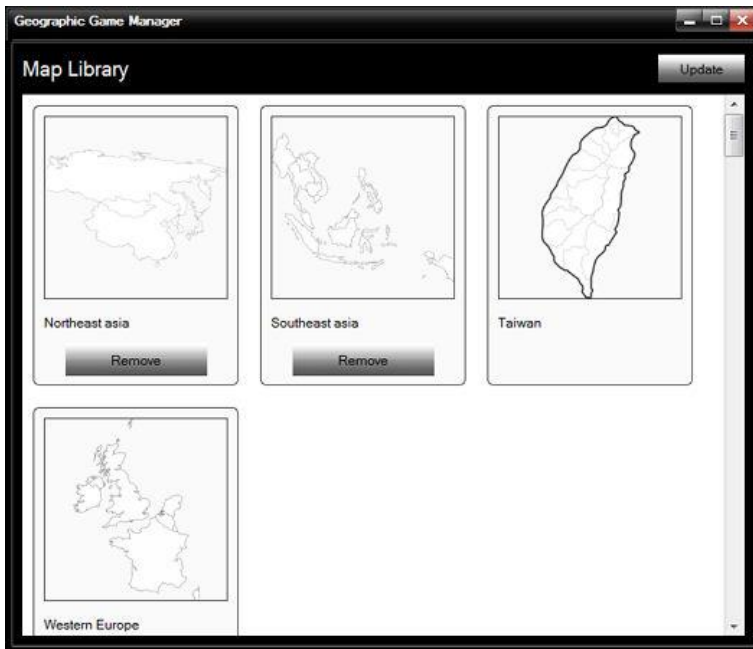 Geographic Game Manager
Map Library
Update
Northeast asia
Southeast asia
Taiwan
Remove
Remove
Western Europe